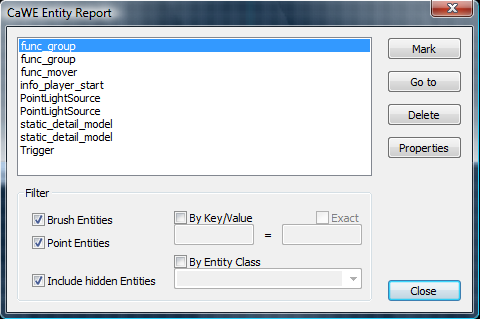 CaWE Entity Report
func_group
func_group
func_mover
info_player_start
PointLightSource
PointLightSource
static_detail_model
static_detail_model
Trigger
Mark
Go to
Delete
Properties
Filter
Brush Entities
By Key/Value
Exact
Point Entities
=
By Entity Class
Include hidden Entities
Close